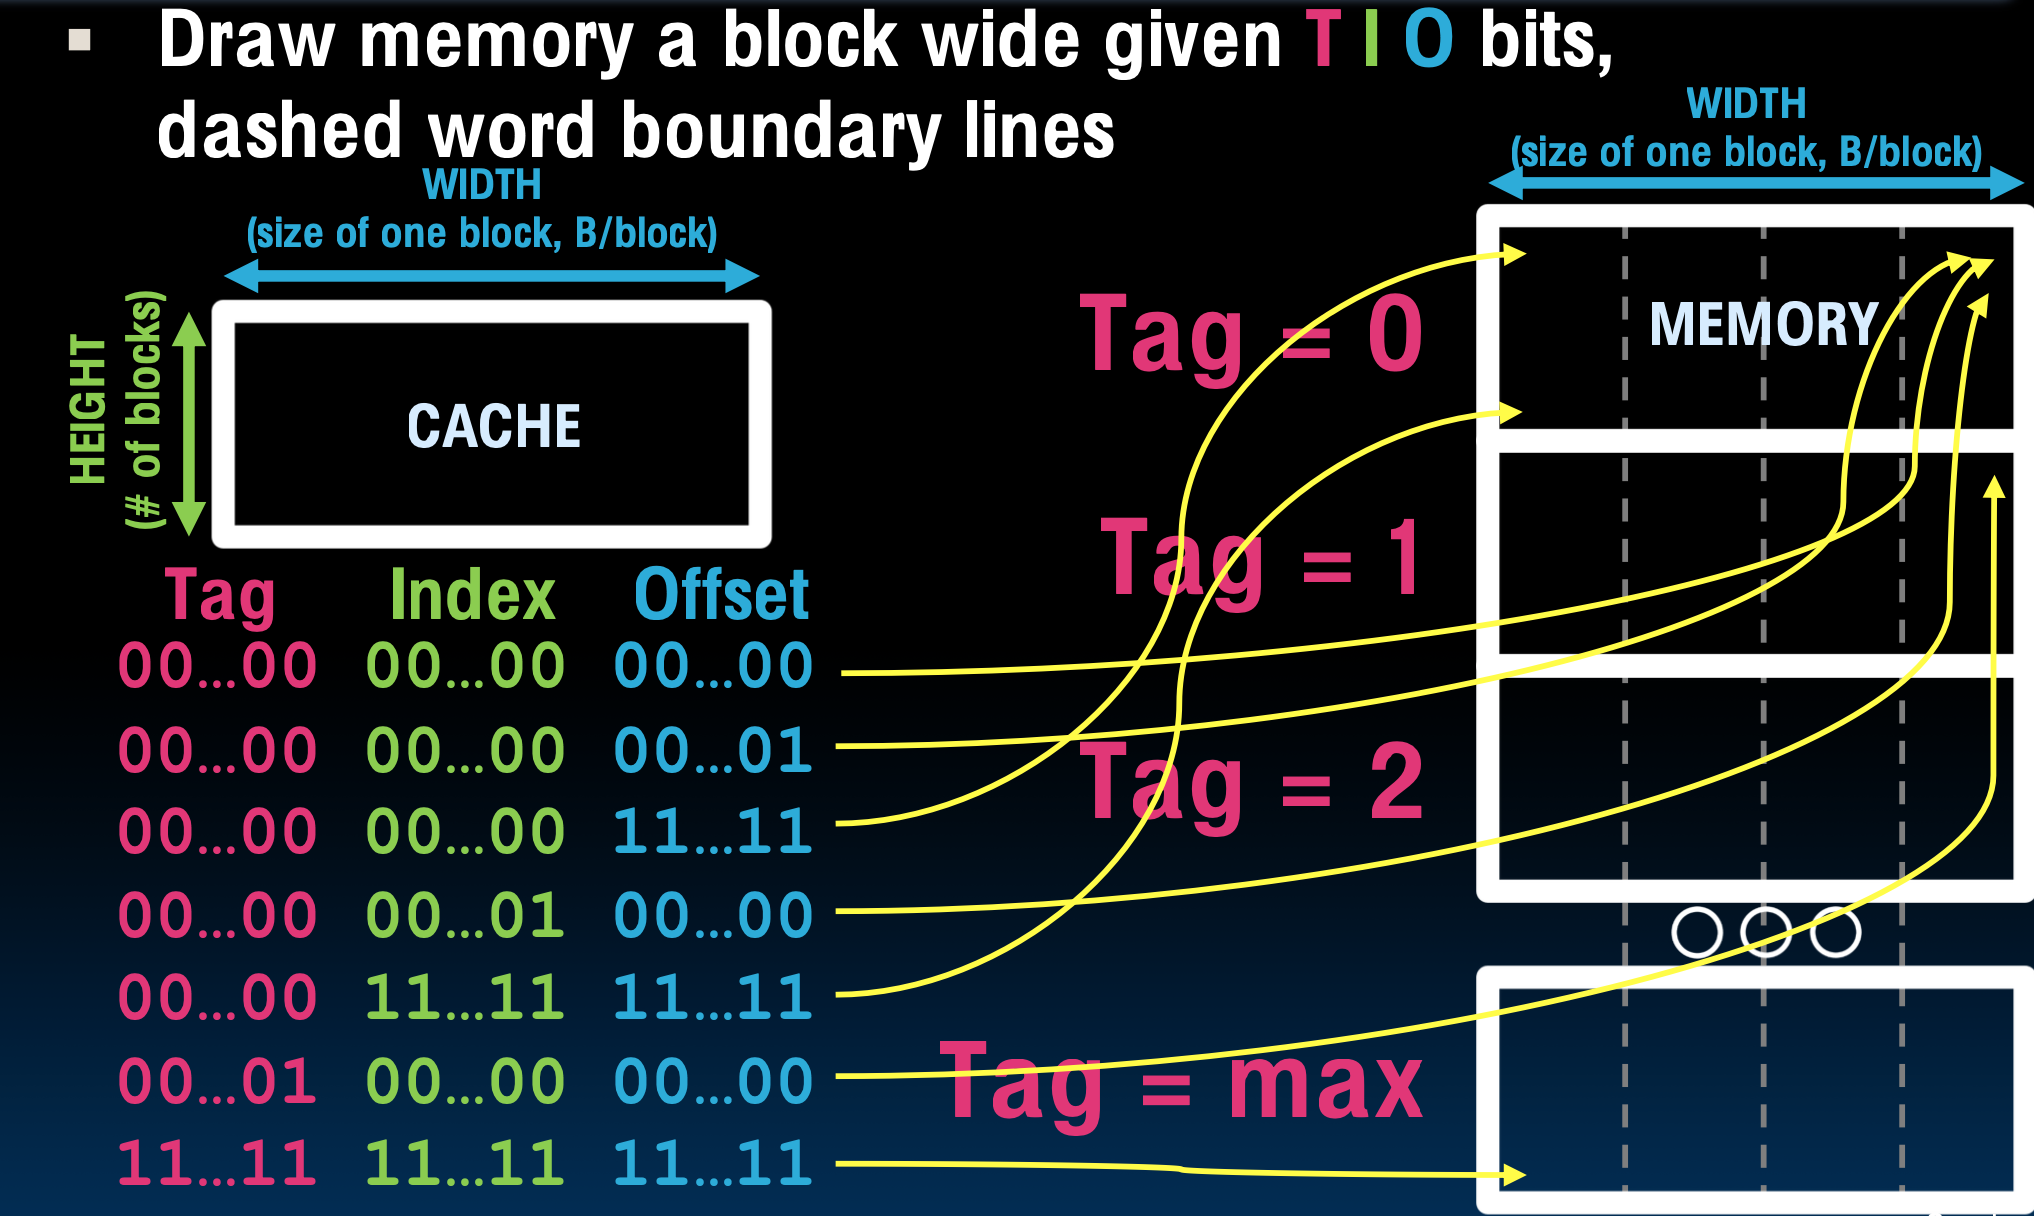 ▪ Draw memory a block wide given T I O bits,
dashed word boundary lines
WIDTH
(size of one block, B/block)
HEIGHT
(# of blocks)
CACHE
Tag Index Offset
00...00 00...00 00...00
00...00 00...00 00...01
00...00 00...00 11...11
00...00 00...01 00...00
00...00 11...11 11...11
00...01 00...00 00...00
11...11 11...11 11...11
WIDTH
(size of one block, B/block)
Tag = 0
MEMORY
Tag = 1
Tag = 2
Tag = max